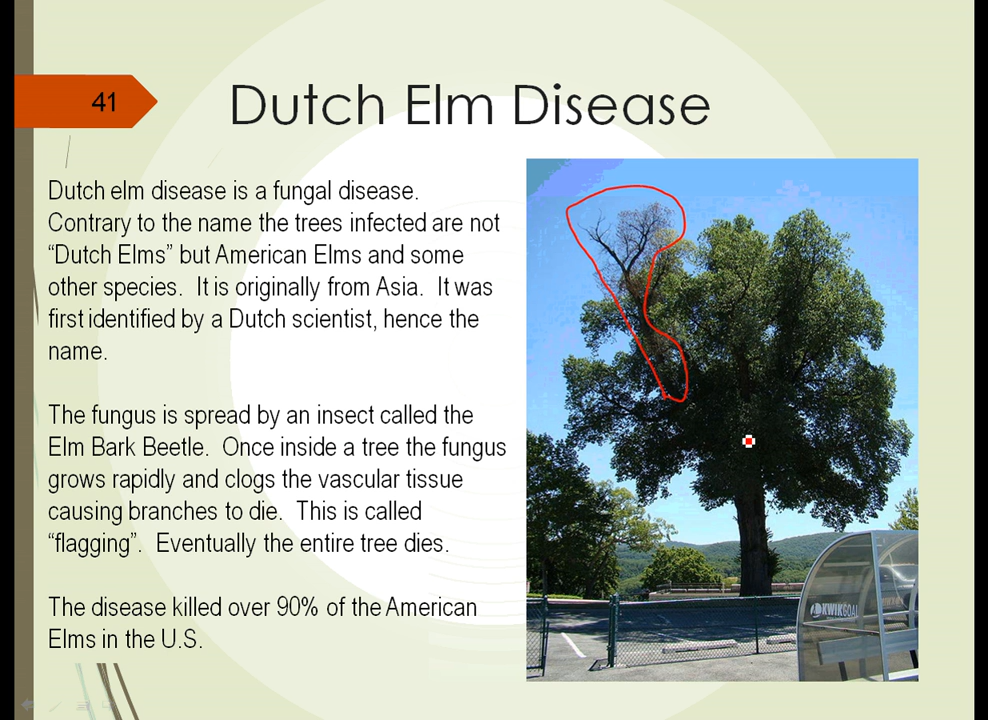 41
Dutch Elm Disease
Dutch elm disease is a fungal disease.
Contrary to the name the trees infected are not
“Dutch Elms” but American Elms and some
other species.  It is originally from Asia.  It was
first identified by a Dutch scientist, hence the
name.
The fungus is spread by an insect called the
Elm Bark Beetle.  Once inside a tree the fungus
grows rapidly and clogs the vascular tissue
causing branches to die.  This is called
“flagging”.  Eventually the entire tree dies.
The disease killed over 90% of the American
Elms in the U.S.
KWIKGOAL